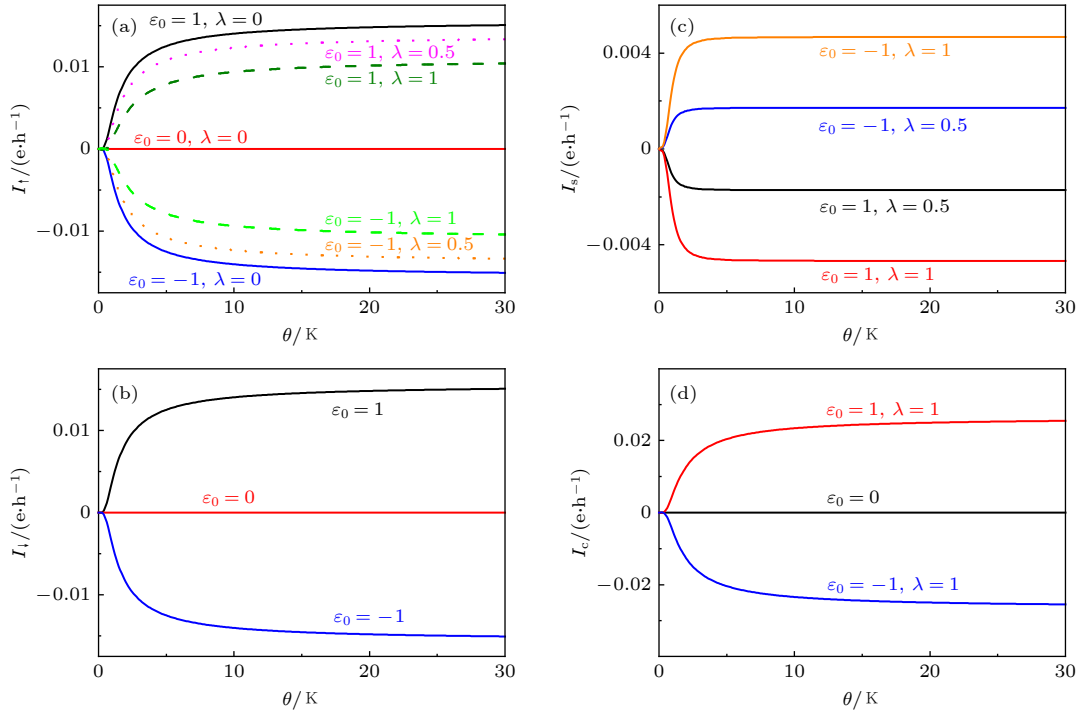 (a)
ε₀ = 1, λ = 0
ε₀ = 1, λ = 0.5
ε₀ = 1, λ = 1
ε₀ = 0, λ = 0
ε₀ = −1, λ = 1
ε₀ = −1, λ = 0.5
ε₀ = −1, λ = 0
0.01
0
−0.01
I↑/(e·h⁻¹)
0 10 20 30
θ/K
(c)
ε₀ = −1, λ = 1
ε₀ = −1, λ = 0.5
ε₀ = 1, λ = 0.5
ε₀ = 1, λ = 1
0.004
0
−0.004
Iₛ/(e·h⁻¹)
0 10 20 30
θ/K
(b)
ε₀ = 1
ε₀ = 0
ε₀ = −1
0.01
0
−0.01
I↓/(e·h⁻¹)
0 10 20 30
θ/K
(d)
ε₀ = 1, λ = 1
ε₀ = 0
ε₀ = −1, λ = 1
0.02
0
−0.02
I_c/(e·h⁻¹)
0 10 20 30
θ/K